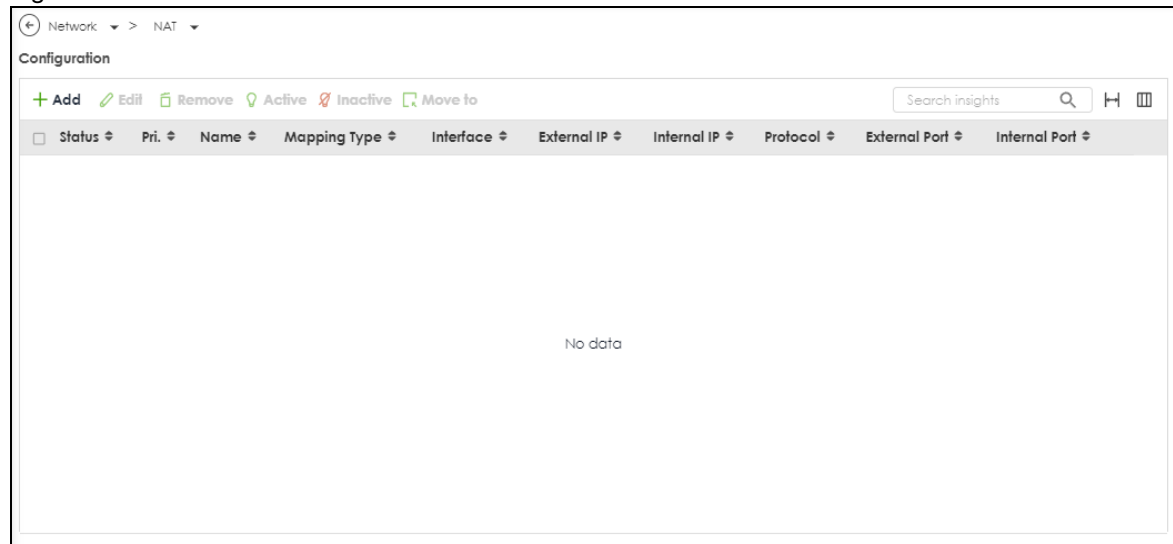 Network > NAT
Configuration
Add Edit Remove Active Inactive Move to Search insights
Status Pri. Name Mapping Type Interface External IP Internal IP Protocol External Port Internal Port
No data